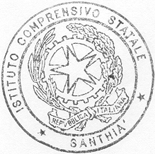 ISTITUTO COMPRENSIVO STATALE
REPUBBLICA ITALIANA
SANTHIA'